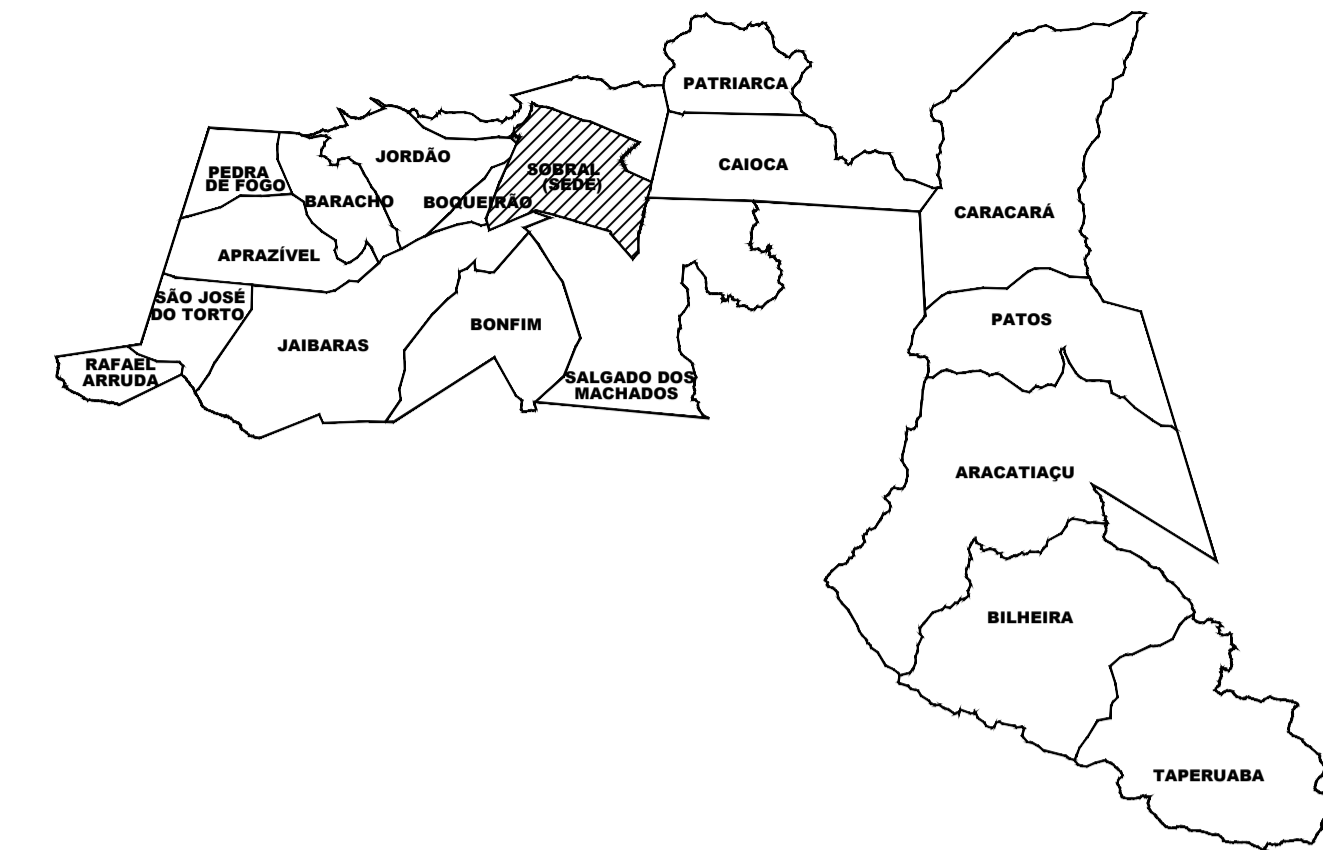 PATRIARCA
JORDÃO
CAIOCA
SOBRAL
(SEDE)
PEDRA
DE FOGO
BARACHO
BOQUEIRÃO
CARACARÁ
APRAZÍVEL
SÃO JOSÉ
DO TORTO
PATOS
BONFIM
JAIBARAS
RAFAEL
ARRUDA
SALGADO DOS
MACHADOS
ARACATIAÇU
BILHEIRA
TAPERUABA